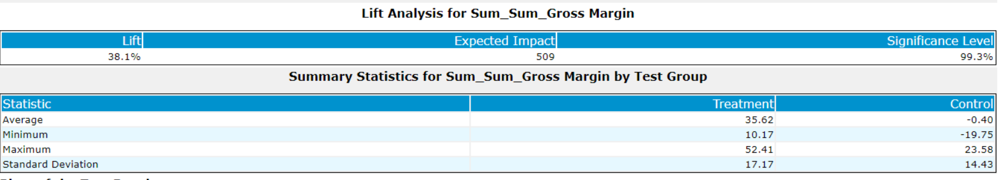 Lift Analysis for Sum_Sum_Gross Margin
Lift Expected Impact Significance Level
38.1% 509 99.3%
Summary Statistics for Sum_Sum_Gross Margin by Test Group
Statistic Treatment Control
Average 35.62 -0.40
Minimum 10.17 -19.75
Maximum 52.41 23.58
Standard Deviation 17.17 14.43